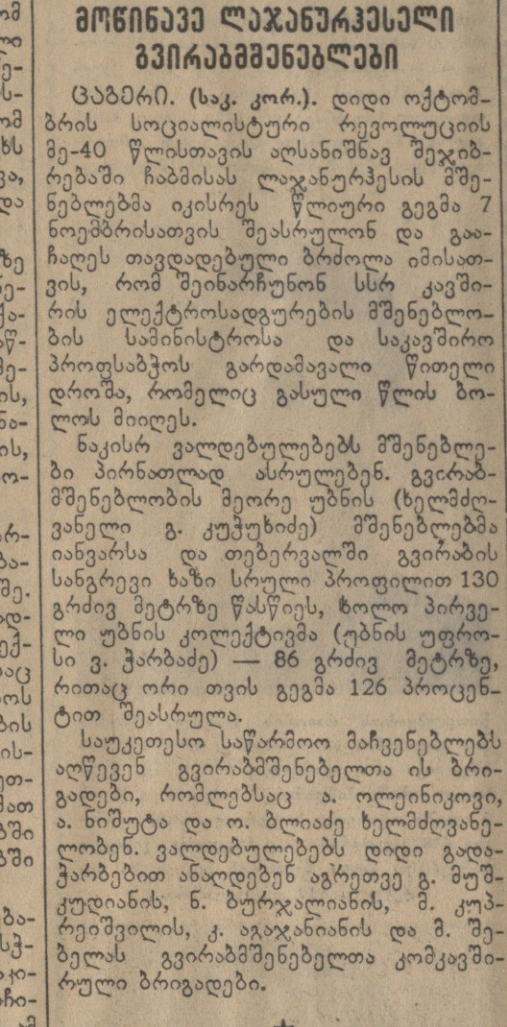 მოწინავე ლაჯანურჰესელი
გვირაბმშენებლები
ცაგერი. (საკ. კორ.). დიდი ოქტომ-
ბრის სოციალისტური რევოლუციის
მე-40 წლისთავის აღსანიშნავ შეჯიბ-
რებაში ჩაბმისას ლაჯანურჰესის მშე-
ნებლებმა იკისრეს წლიური გეგმა 7
ნოემბრისათვის შეასრულონ და გაა-
ჩაღეს თავდადებული ბრძოლა იმისათ-
ვის, რომ შეინარჩუნონ სსრ კავში-
რის ელექტროსადგურების მშენებლო-
ბის სამინისტროსა და საკავშირო
პროფსაბჭოს გარდამავალი წითელი
დროშა, რომელიც გასული წლის ბო-
ლოს მიიღეს.
ნაკისრ ვალდებულებებს მშენებლე-
ბი პირნათლად ასრულებენ. გვირაბ-
მშენებლობის მეორე უბნის (ხელმძღ-
ვანელი გ. კუჭუხიძე) მშენებლებმა
იანვარსა და თებერვალში გვირაბის
სანგრევი ხაზი სრული პროფილით 130
გრძივ მეტრზე წასწიეს, ხოლო პირვე-
ლი უბნის კოლექტივმა (უბნის უფრო-
სი ვ. ჭარბაძე) — 86 გრძივ მეტრზე,
რითაც ორი თვის გეგმა 126 პროცენ-
ტით შეასრულა.
საუკეთესო საწარმოო მაჩვენებლებს
აღწევენ გვირაბმშენებელთა ის ბრი-
გადები, რომლებსაც ა. ოლეინიკოვი,
ა. ნიშუტა და ო. ბლიაძე ხელმძღვანე-
ლობენ. ვალდებულებებს დიდი გადა-
ჭარბებით ანაღდებენ აგრეთვე გ. მუშ-
კუდიანის, ნ. ბურჯალიანის, მ. კუპ-
რეიშვილის, კ. აგაჯანიანის და მ. შე-
ბელას გვირაბმშენებელთა კომკავში-
რული ბრიგადები.